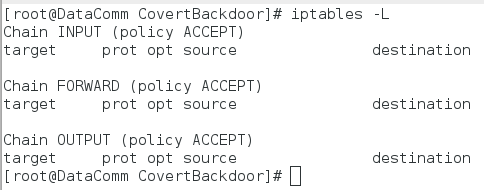 [root@DataComm CovertBackdoor]# iptables -L
Chain INPUT (policy ACCEPT)
target     prot opt source               destination

Chain FORWARD (policy ACCEPT)
target     prot opt source               destination

Chain OUTPUT (policy ACCEPT)
target     prot opt source               destination
[root@DataComm CovertBackdoor]#